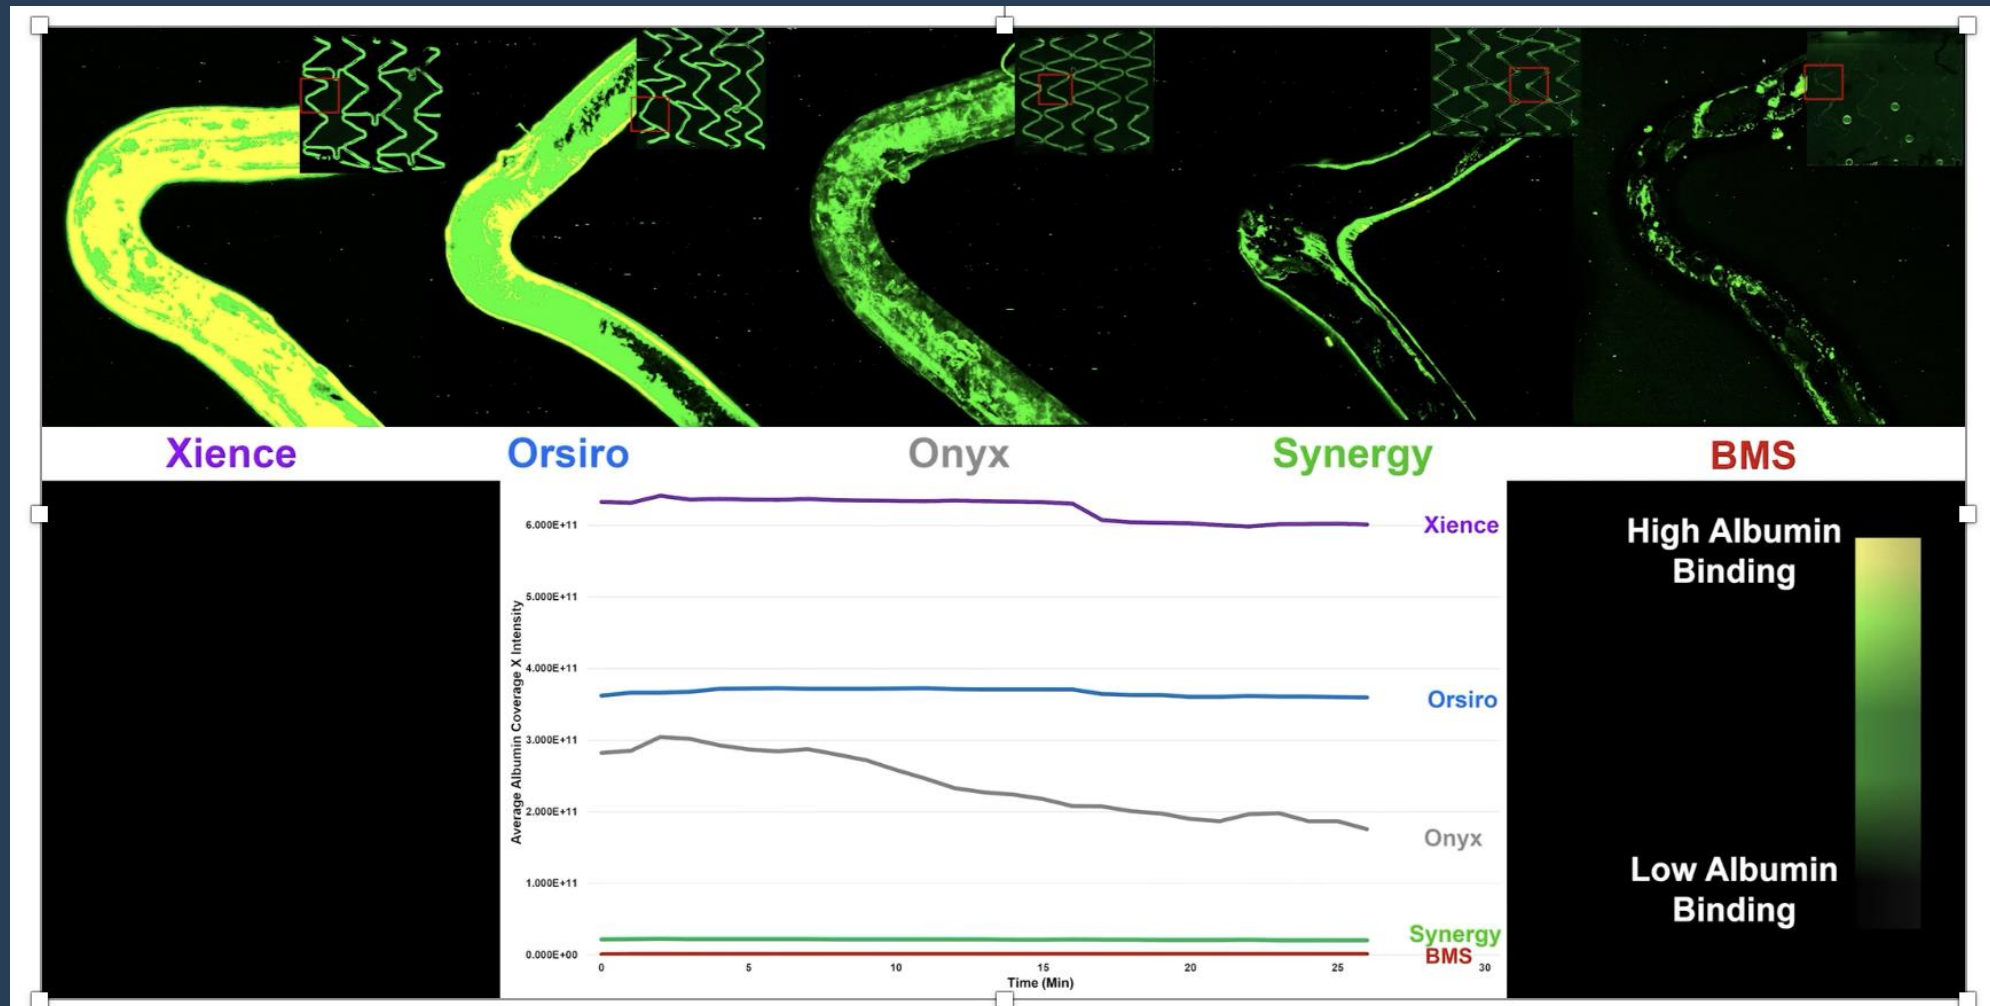 Xience
Orsiro
Onyx
Synergy
BMS
6.000E+11
5.000E+11
4.000E+11
3.000E+11
2.000E+11
1.000E+11
0.000E+00
Average Albumin Coverage X Intensity
0 5 10 15 20 25 30
Time (Min)
Xience
Orsiro
Onyx
Synergy
BMS
High Albumin
Binding
Low Albumin
Binding